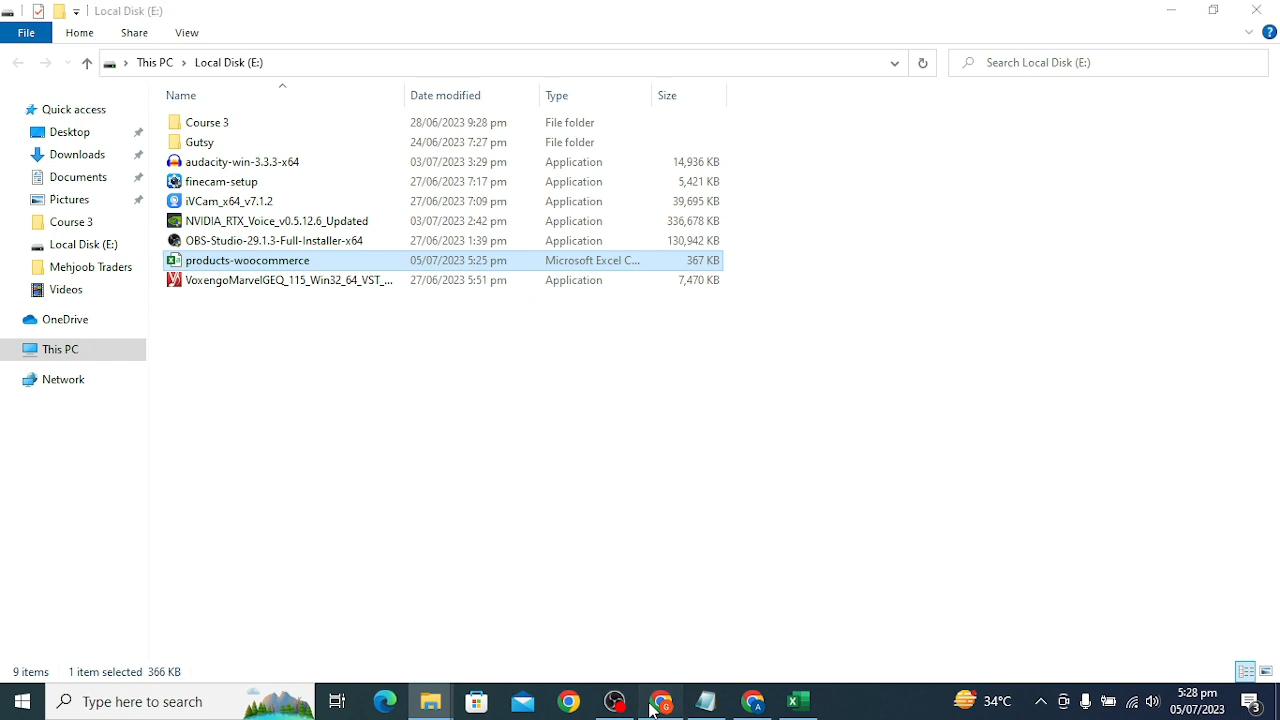 Local Disk (E:)
File Home Share View
This PC Local Disk (E:) Search Local Disk (E:)
Name Date modified Type Size
Quick access
Desktop
Downloads
Documents
Pictures
Course 3
Local Disk (E:)
Mehjoob Traders
Videos
OneDrive
This PC
Network
Course 3 28/06/2023 9:28 pm File folder
Gutsy 24/06/2023 7:27 pm File folder
audacity-win-3.3.3-x64 03/07/2023 3:29 pm Application 14,936 KB
finecam-setup 27/06/2023 7:17 pm Application 5,421 KB
iVCam_x64_v7.1.2 27/06/2023 7:09 pm Application 39,695 KB
NVIDIA_RTX_Voice_v0.5.12.6_Updated 03/07/2023 2:42 pm Application 336,678 KB
OBS-Studio-29.1.3-Full-Installer-x64 27/06/2023 1:39 pm Application 130,942 KB
products-woocommerce 05/07/2023 5:25 pm Microsoft Excel C... 367 KB
VoxengoMarvelGEQ_115_Win32_64_VST_... 27/06/2023 5:51 pm Application 7,470 KB
9 items 1 item selected 366 KB
Type here to search 34°C 5:28 pm
05/07/2023 3